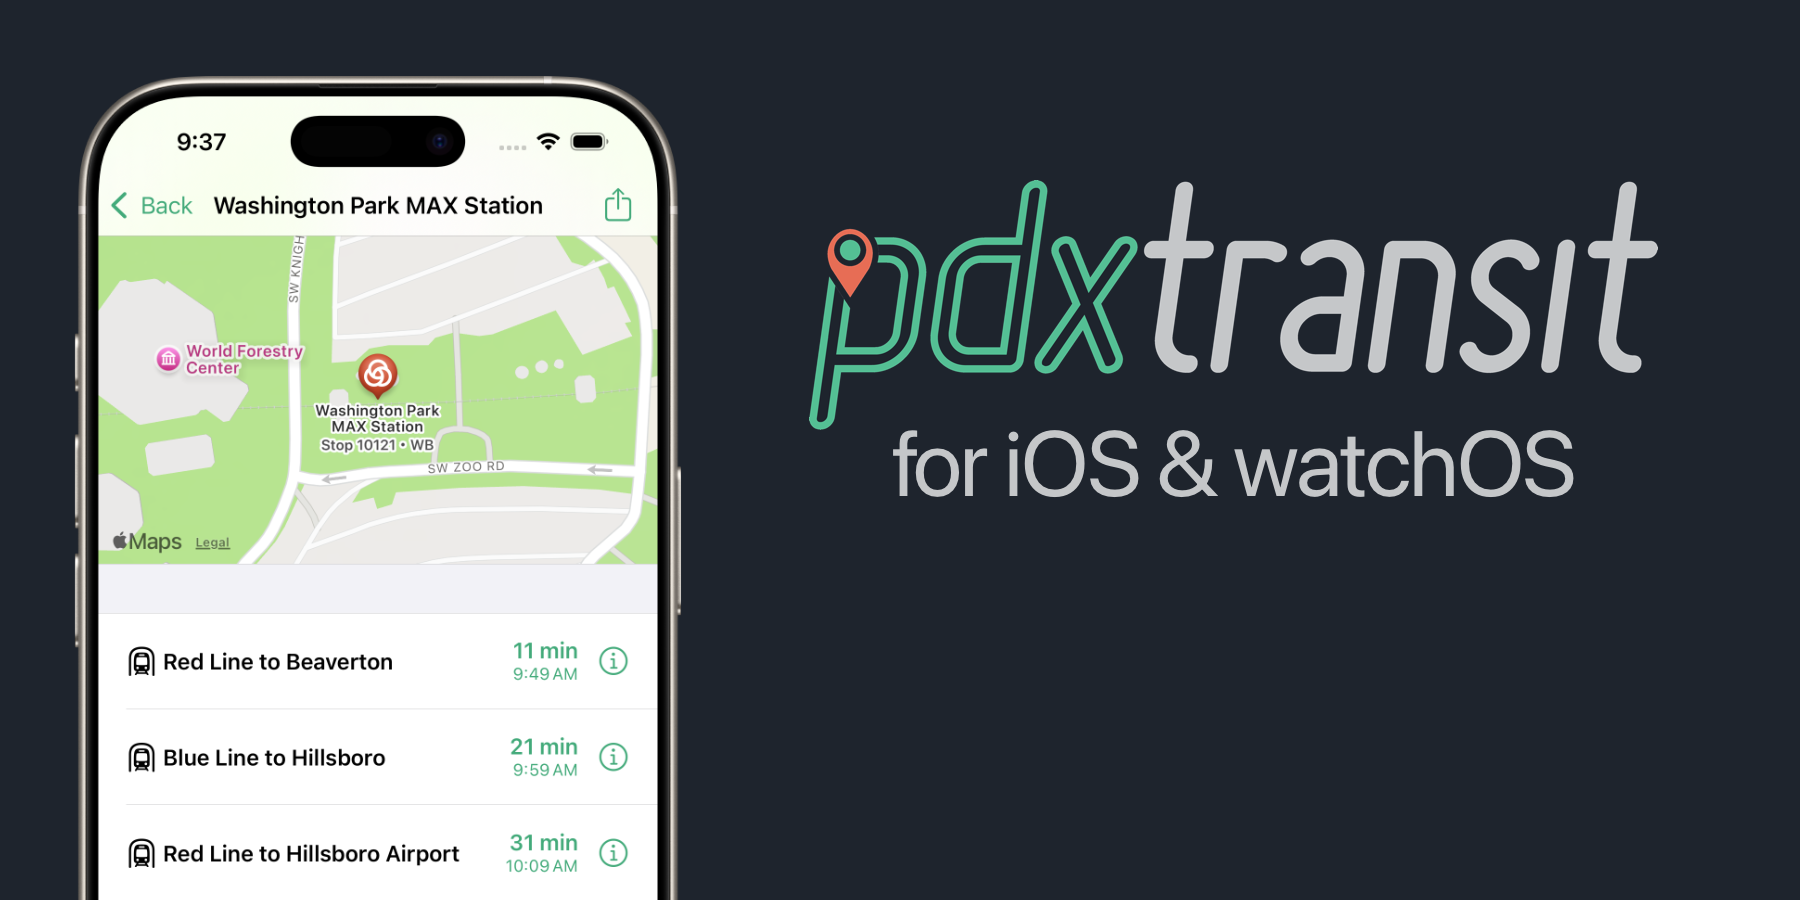 9:37
Back
Washington Park MAX Station
SW KNIGH
World Forestry
Center
Washington Park
MAX Station
Stop 10121 • WB
SW ZOO RD
Maps
Legal
Red Line to Beaverton
11 min
9:49 AM
Blue Line to Hillsboro
21 min
9:59 AM
Red Line to Hillsboro Airport
31 min
10:09 AM
pdxtransit
for iOS & watchOS